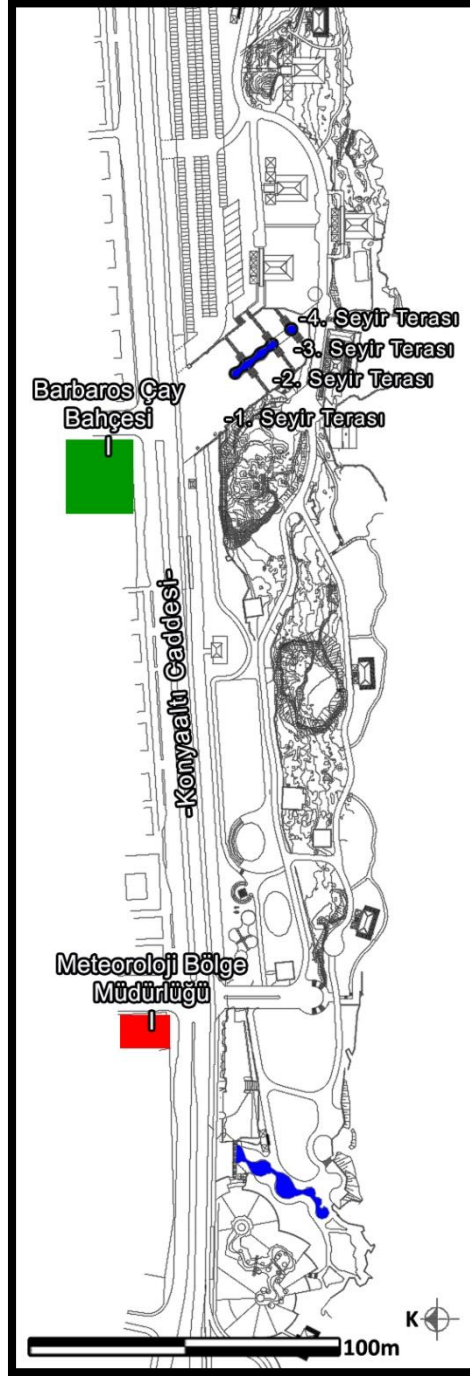 -4. Seyir Terası
-3. Seyir Terası
-2. Seyir Terası
-1. Seyir Terası
Barbaros Çay
Bahçesi
-Konyaaltı Caddesi-
Meteoroloji Bölge
Müdürlüğü
K
100m